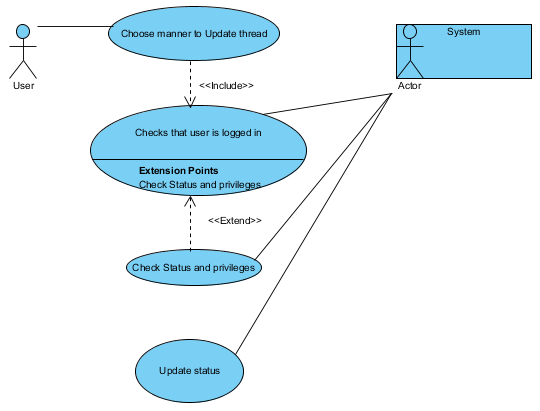 Choose manner to Update thread
System
User
Actor
<<Include>>
Checks that user is logged in
Extension Points
Check Status and privileges
<<Extend>>
Check Status and privileges
Update status